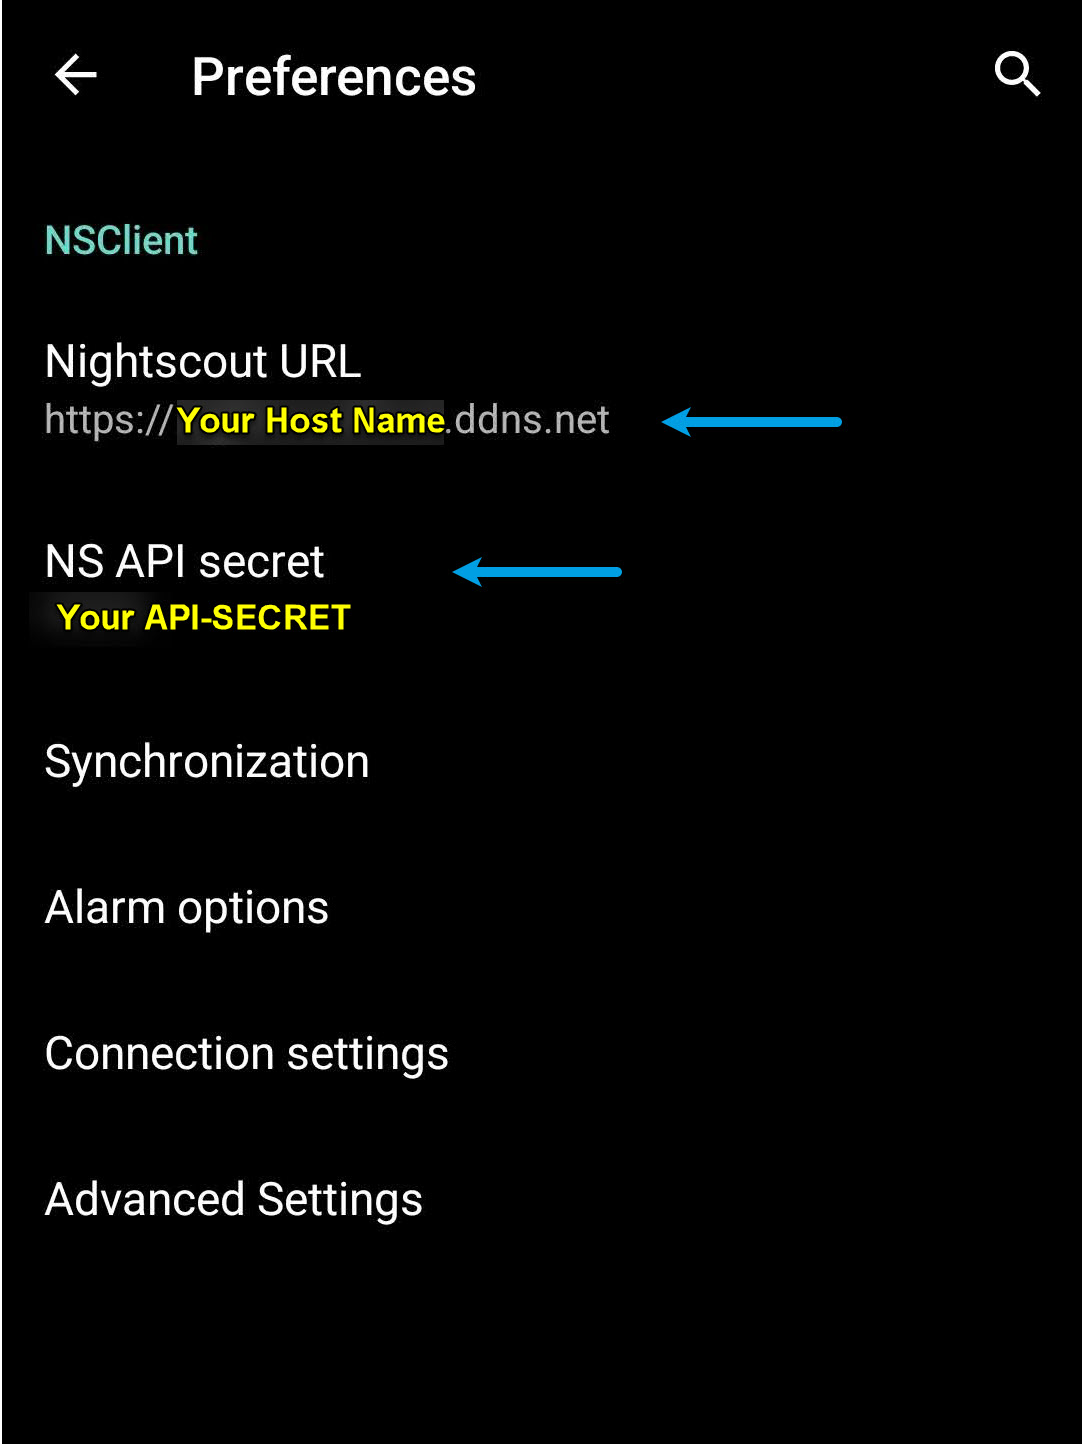 Preferences
NSClient
Nightscout URL
https://Your Host Name.ddns.net
NS API secret
Your API-SECRET
Synchronization
Alarm options
Connection settings
Advanced Settings